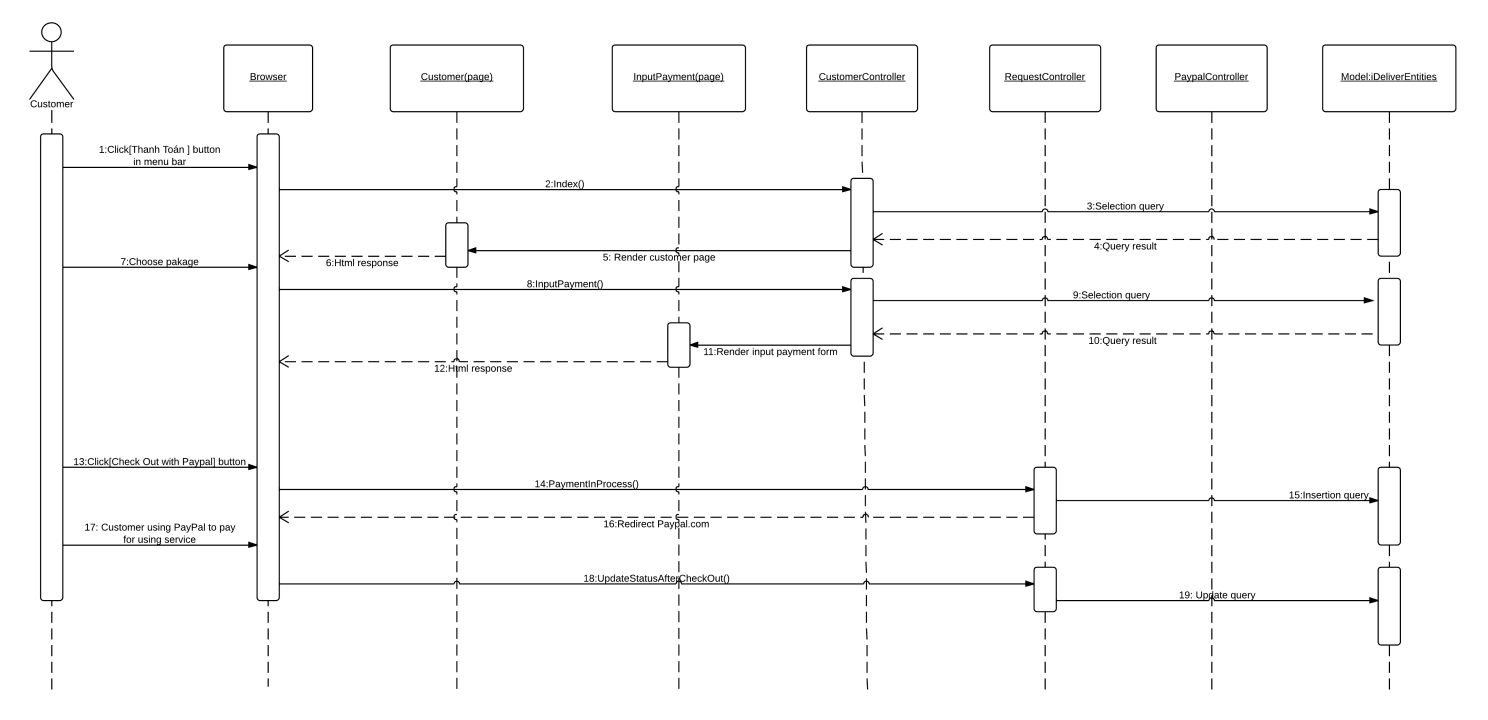 Customer
Browser
Customer(page)
InputPayment(page)
CustomerController
RequestController
PaypalController
Model:iDeliverEntities
1:Click[Thanh Toán ] button
in menu bar
2:Index()
3:Selection query
4:Query result
5: Render customer page
6:Html response
7:Choose pakage
8:InputPayment()
9:Selection query
10:Query result
11:Render input payment form
12:Html response
13:Click[Check Out with Paypal] button
14:PaymentInProcess()
15:Insertion query
16:Redirect Paypal.com
17: Customer using PayPal to pay
for using service
18:UpdateStatusAfterCheckOut()
19: Update query